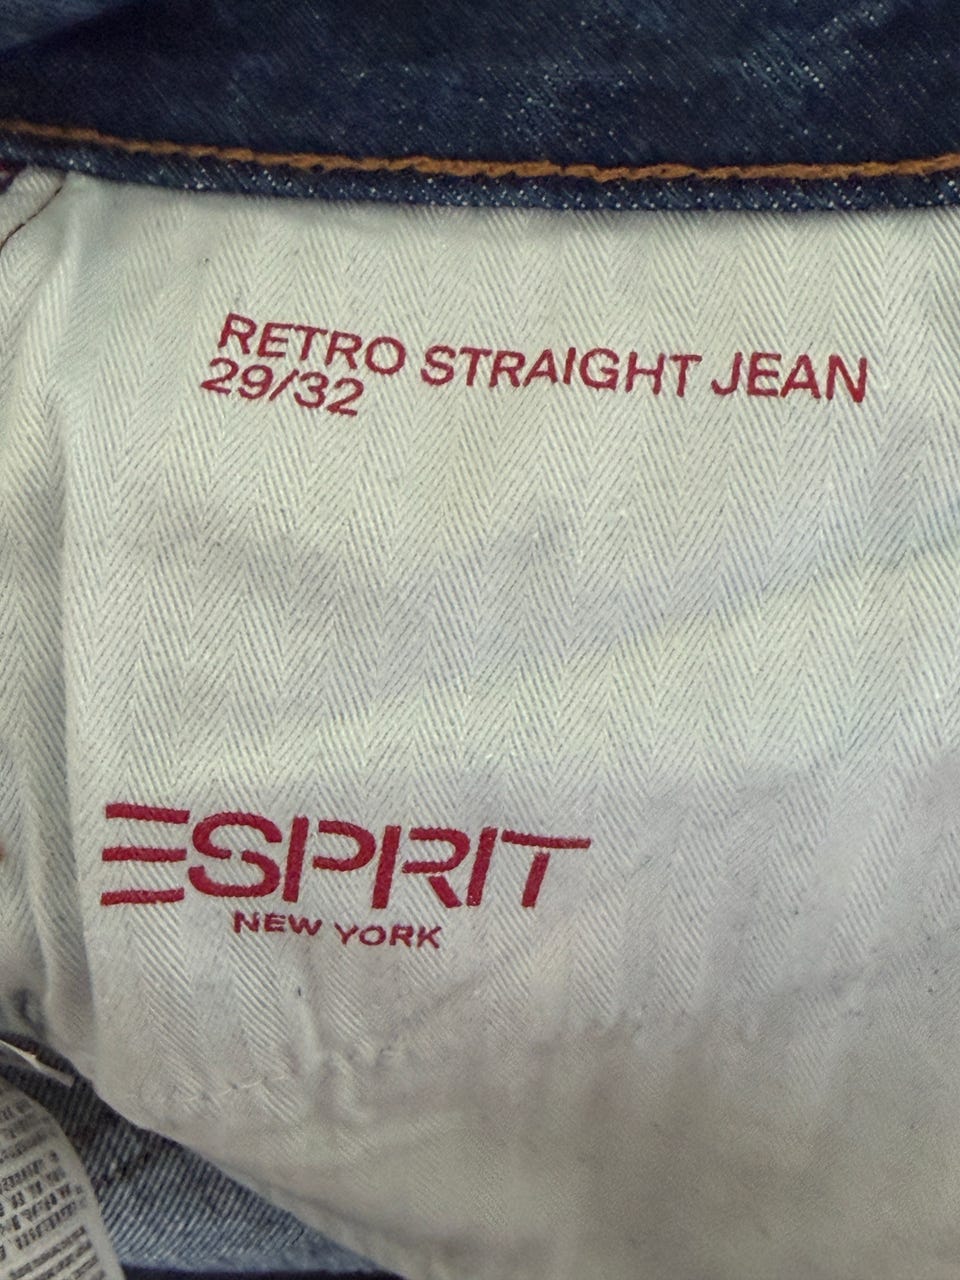 RETRO STRAIGHT JEAN
29/32
ESPRIT
NEW YORK